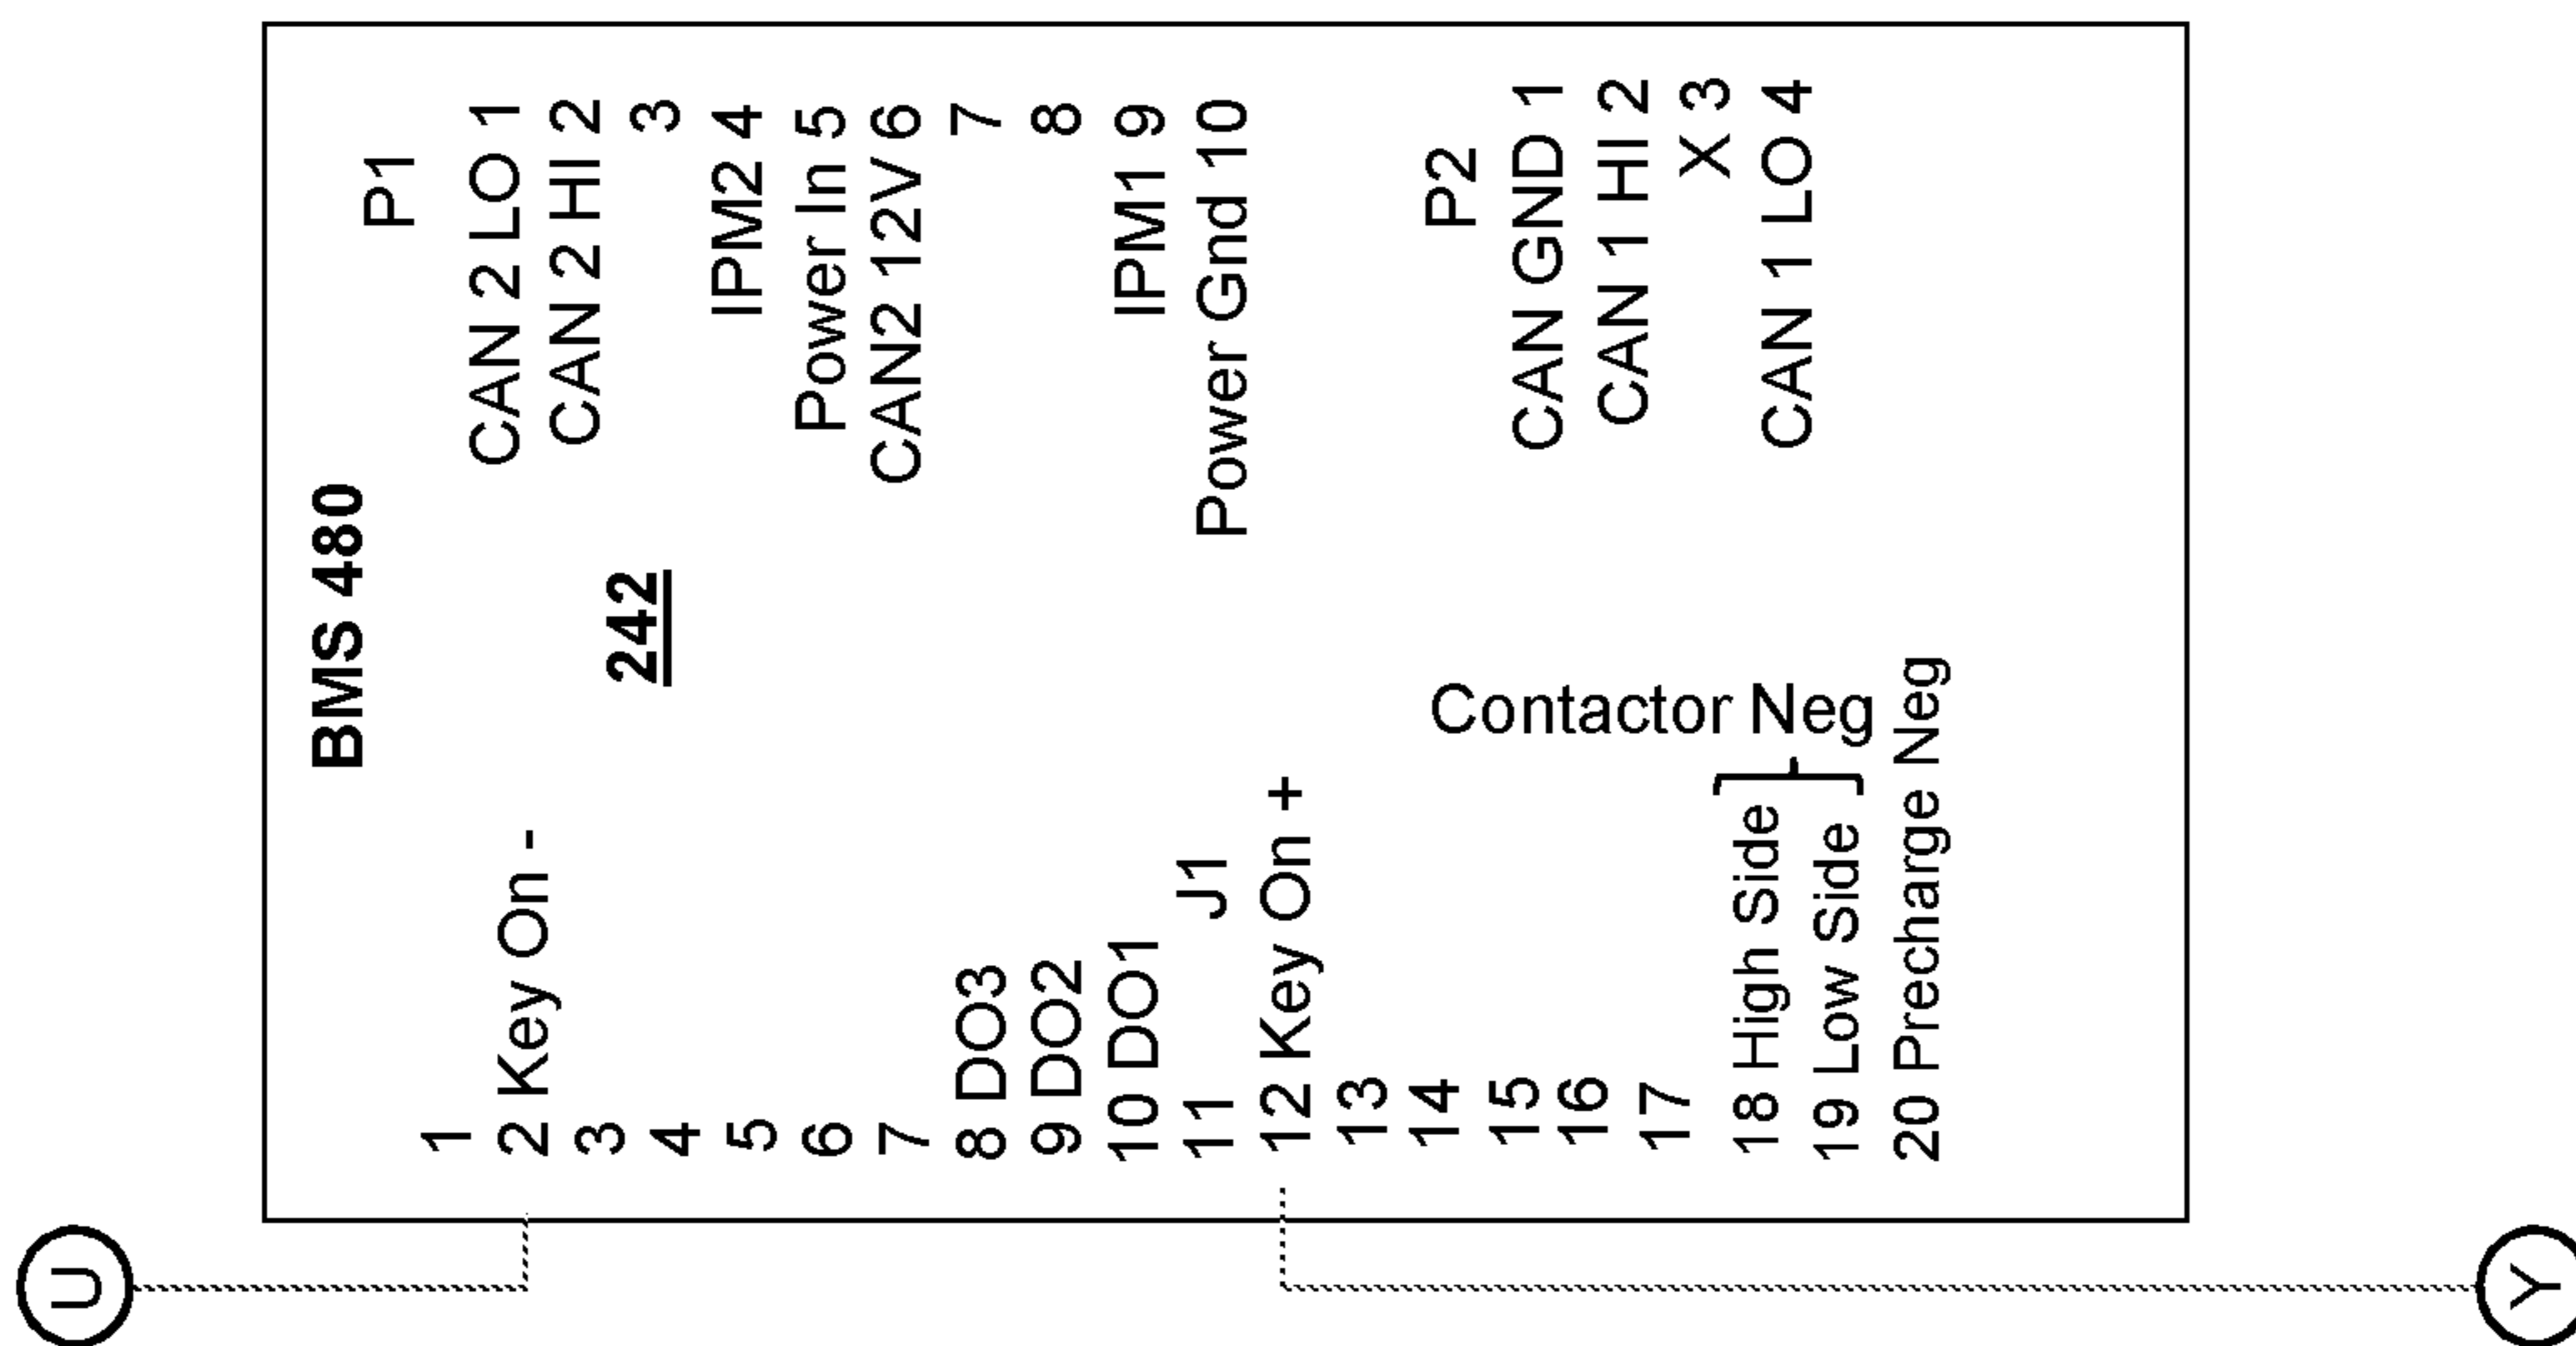 BMS 480
242
P1
CAN 2 LO 1
CAN 2 HI 2
3
IPM2 4
Power In 5
CAN2 12V 6
7
8
IPM1 9
Power Gnd 10
P2
CAN GND 1
CAN 1 HI 2
X 3
CAN 1 LO 4
1
2 Key On -
3
4
5
6
7
8 DO3
9 DO2
10 DO1
11
J1
12 Key On +
13
14
15
16
17
18 High Side
19 Low Side
Contactor Neg
20 Precharge Neg
U
Y